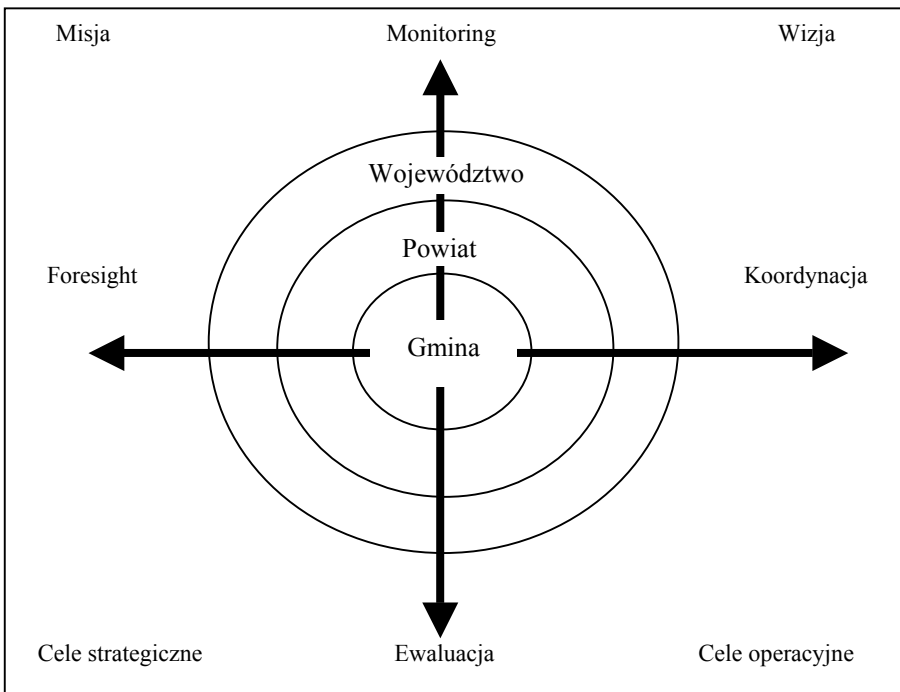 Misja
Monitoring
Wizja
Województwo
Powiat
Foresight
Koordynacja
Gmina
Cele strategiczne
Ewaluacja
Cele operacyjne